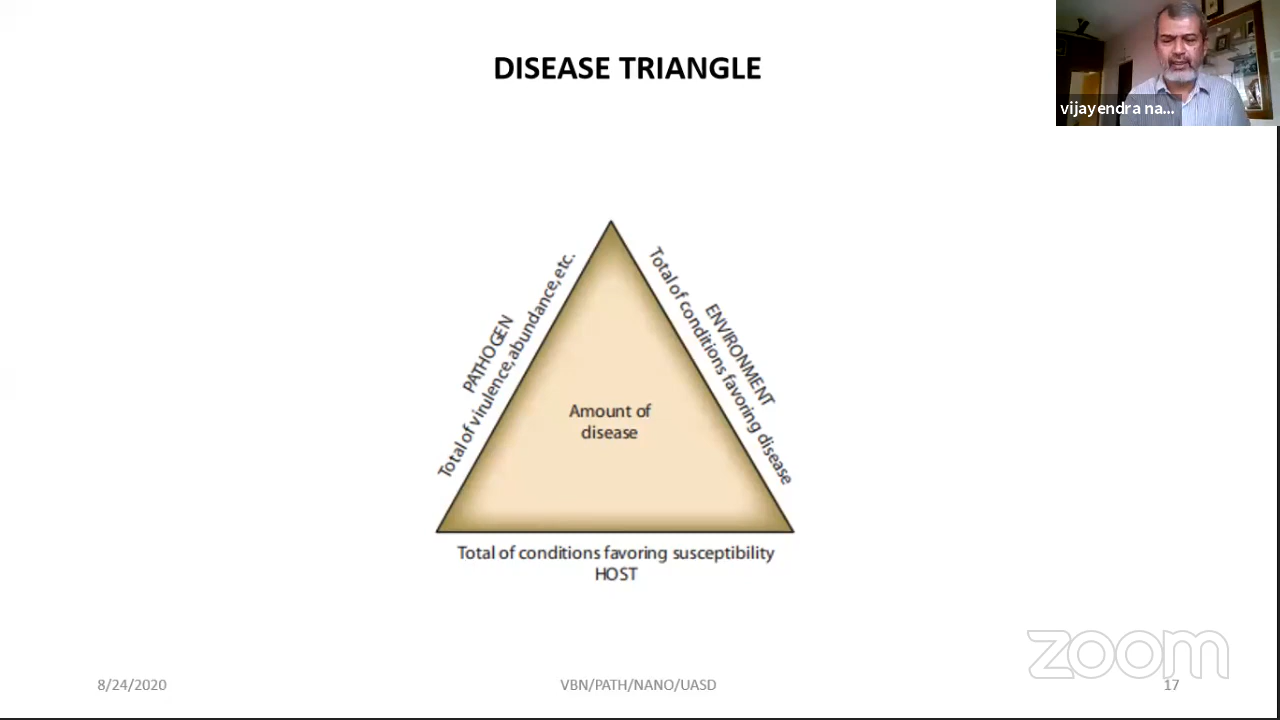 DISEASE TRIANGLE
vijayendra na...
PATHOGEN
Total of virulence, abundance, etc.
ENVIRONMENT
Total of conditions favoring disease
Amount of
disease
Total of conditions favoring susceptibility
HOST
zoom
8/24/2020
VBN/PATH/NANO/UASD
17